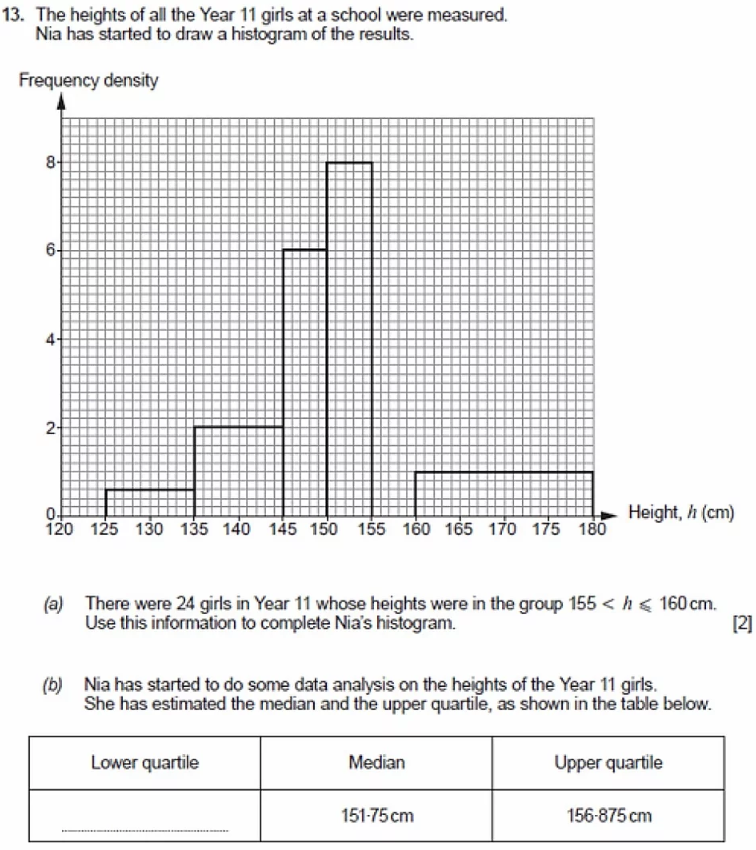 13. The heights of all the Year 11 girls at a school were measured.
Nia has started to draw a histogram of the results.
Frequency density
8
6
4
2
0
120 125 130 135 140 145 150 155 160 165 170 175 180
Height, h (cm)
(a) There were 24 girls in Year 11 whose heights were in the group 155 < h ⩽ 160 cm.
Use this information to complete Nia's histogram. [2]
(b) Nia has started to do some data analysis on the heights of the Year 11 girls.
She has estimated the median and the upper quartile, as shown in the table below.
Lower quartile Median Upper quartile
151·75 cm 156·875 cm